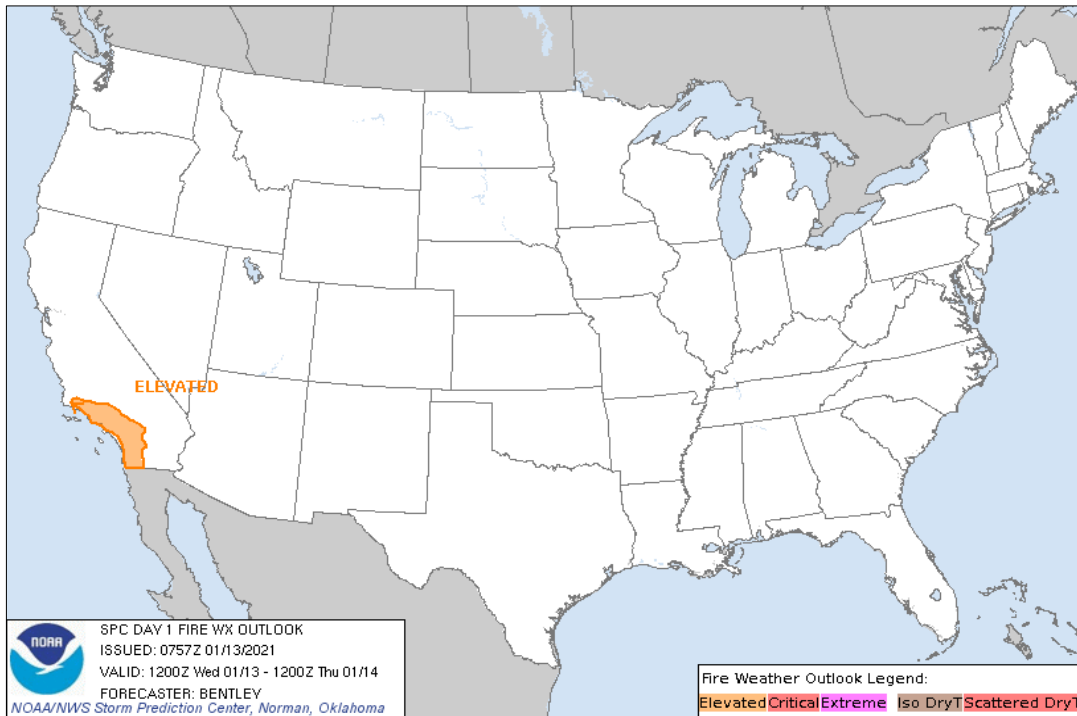 ELEVATED
NOAA
SPC DAY 1 FIRE WX OUTLOOK
ISSUED: 0757Z 01/13/2021
VALID: 1200Z Wed 01/13 - 1200Z Thu 01/14
FORECASTER: BENTLEY
NOAA/NWS Storm Prediction Center, Norman, Oklahoma
Fire Weather Outlook Legend:
Elevated Critical Extreme Iso DryT Scattered DryT